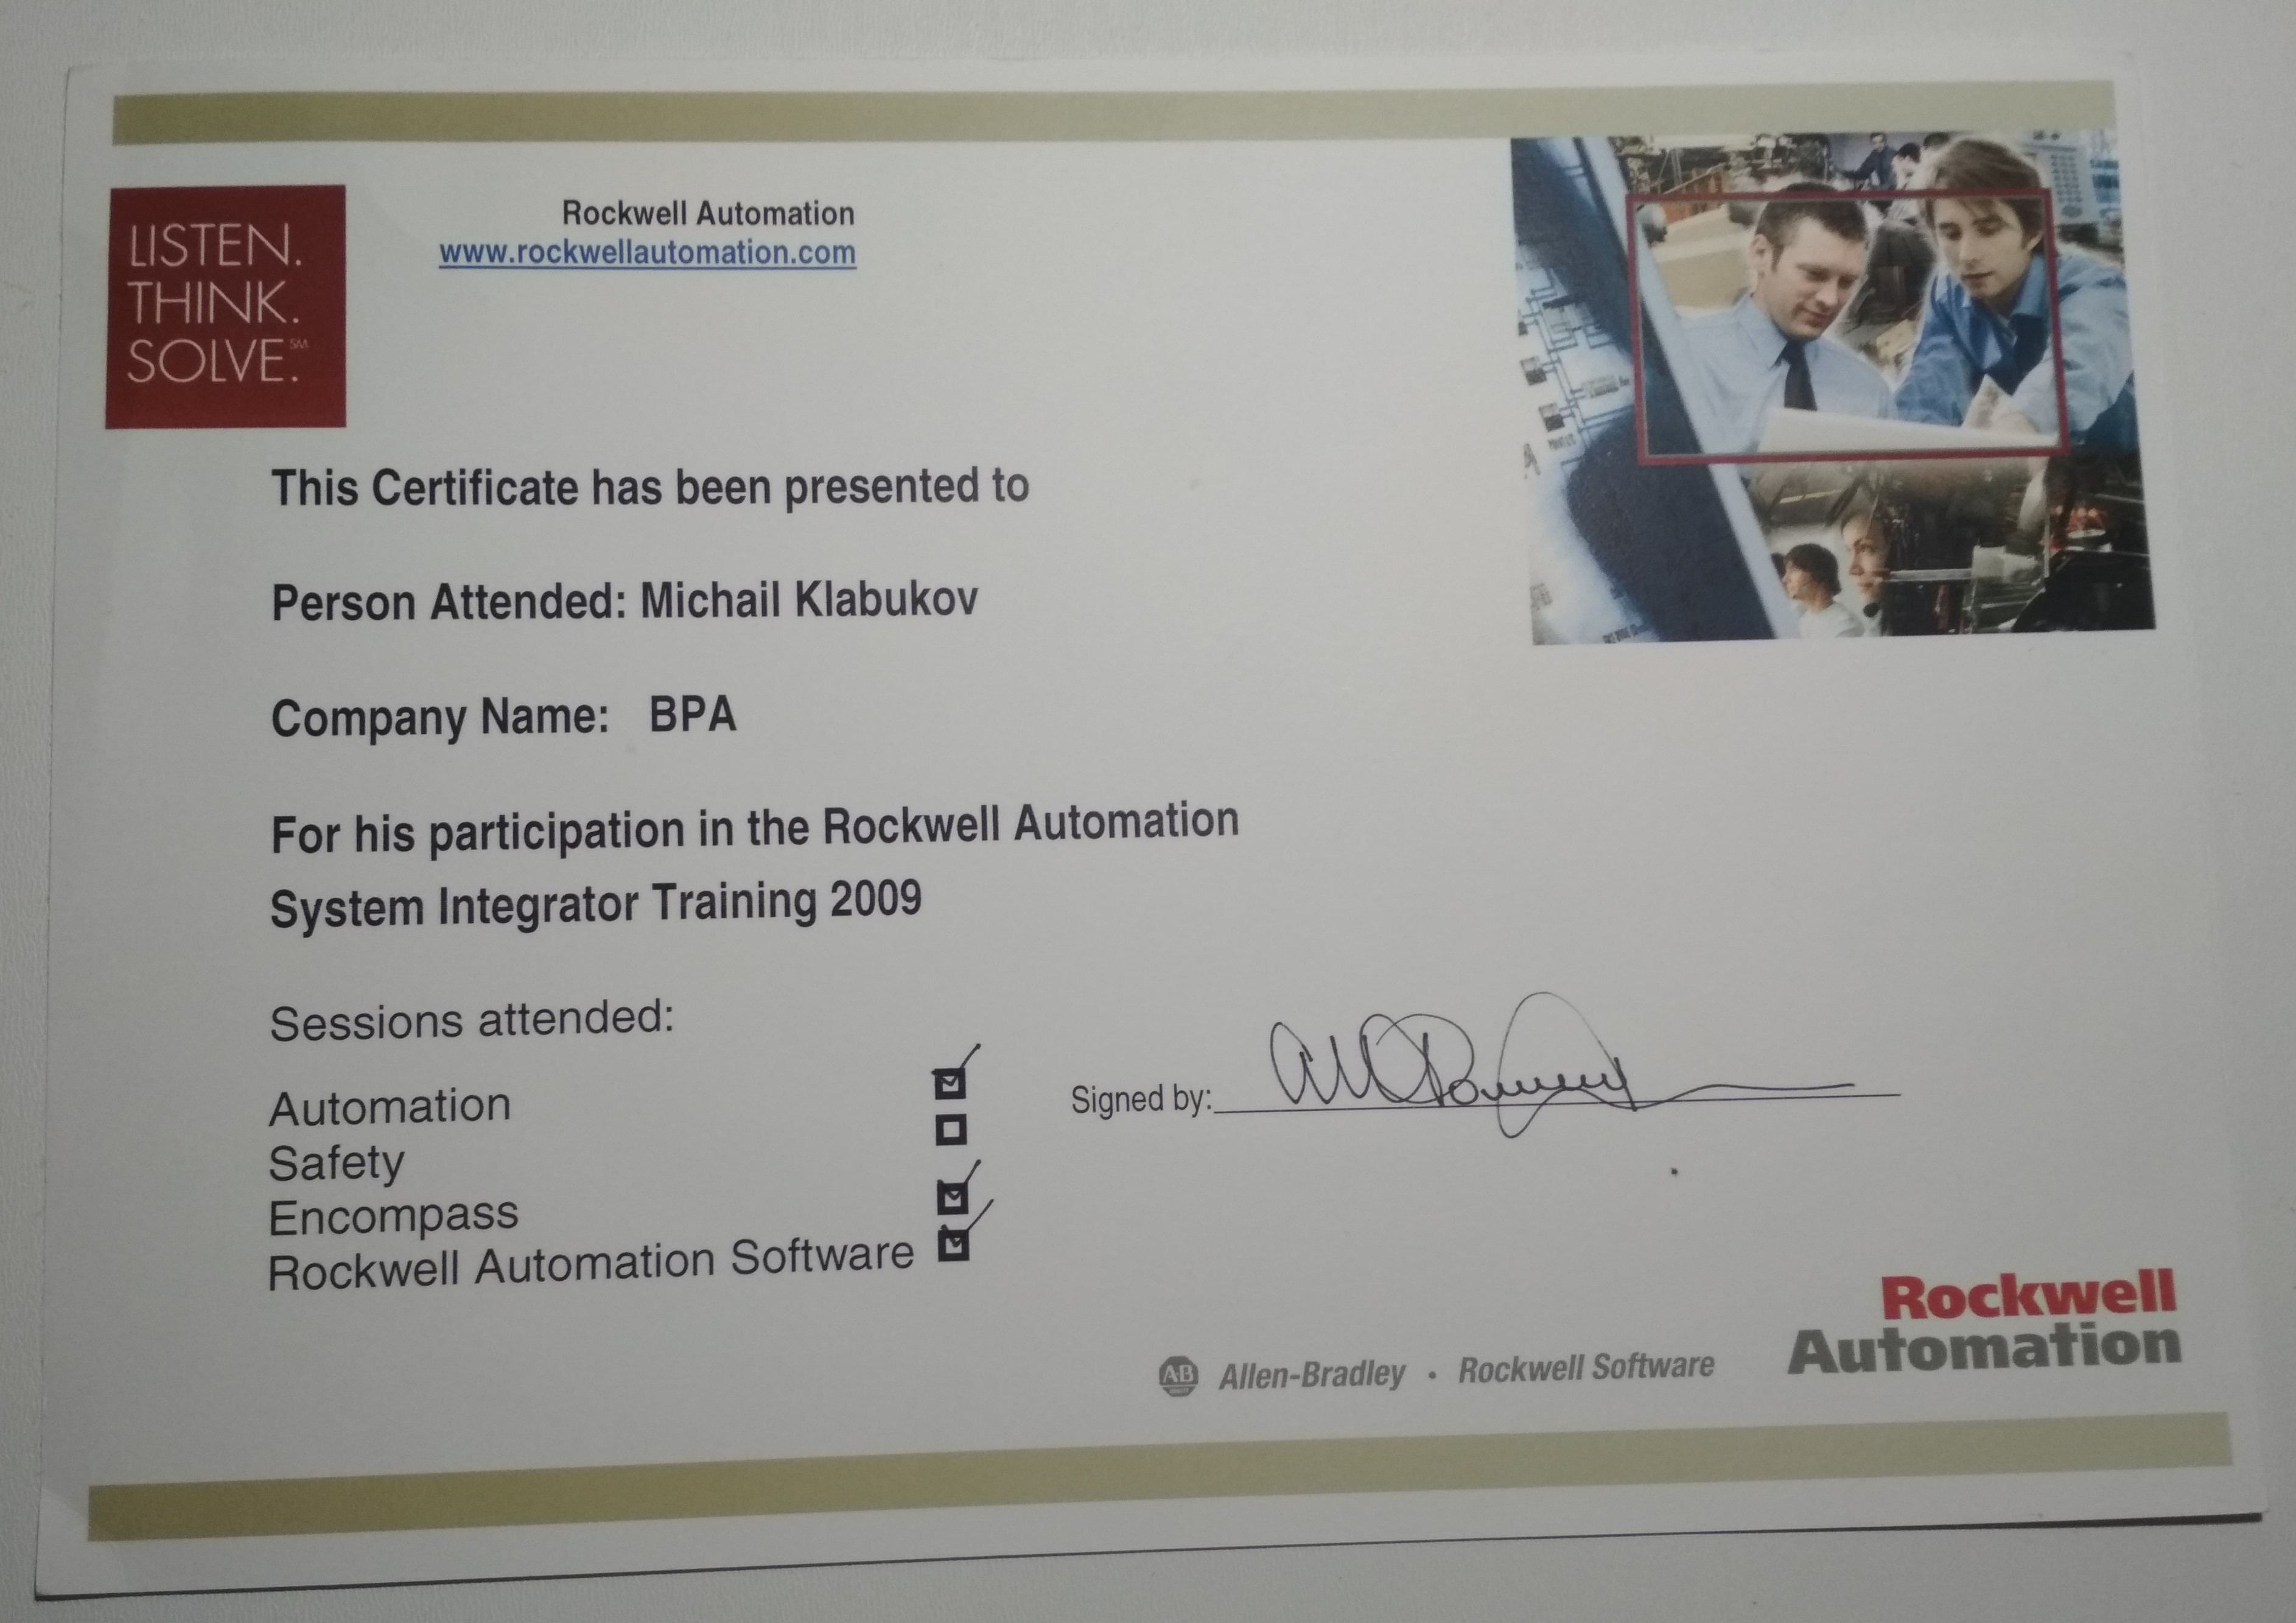 LISTEN.
THINK.
SOLVE.℠
Rockwell Automation
www.rockwellautomation.com
This Certificate has been presented to
Person Attended: Michail Klabukov
Company Name: BPA
For his participation in the Rockwell Automation
System Integrator Training 2009
Sessions attended:
Automation
Safety
Encompass
Rockwell Automation Software
Signed by:
AB Allen-Bradley • Rockwell Software
Rockwell
Automation